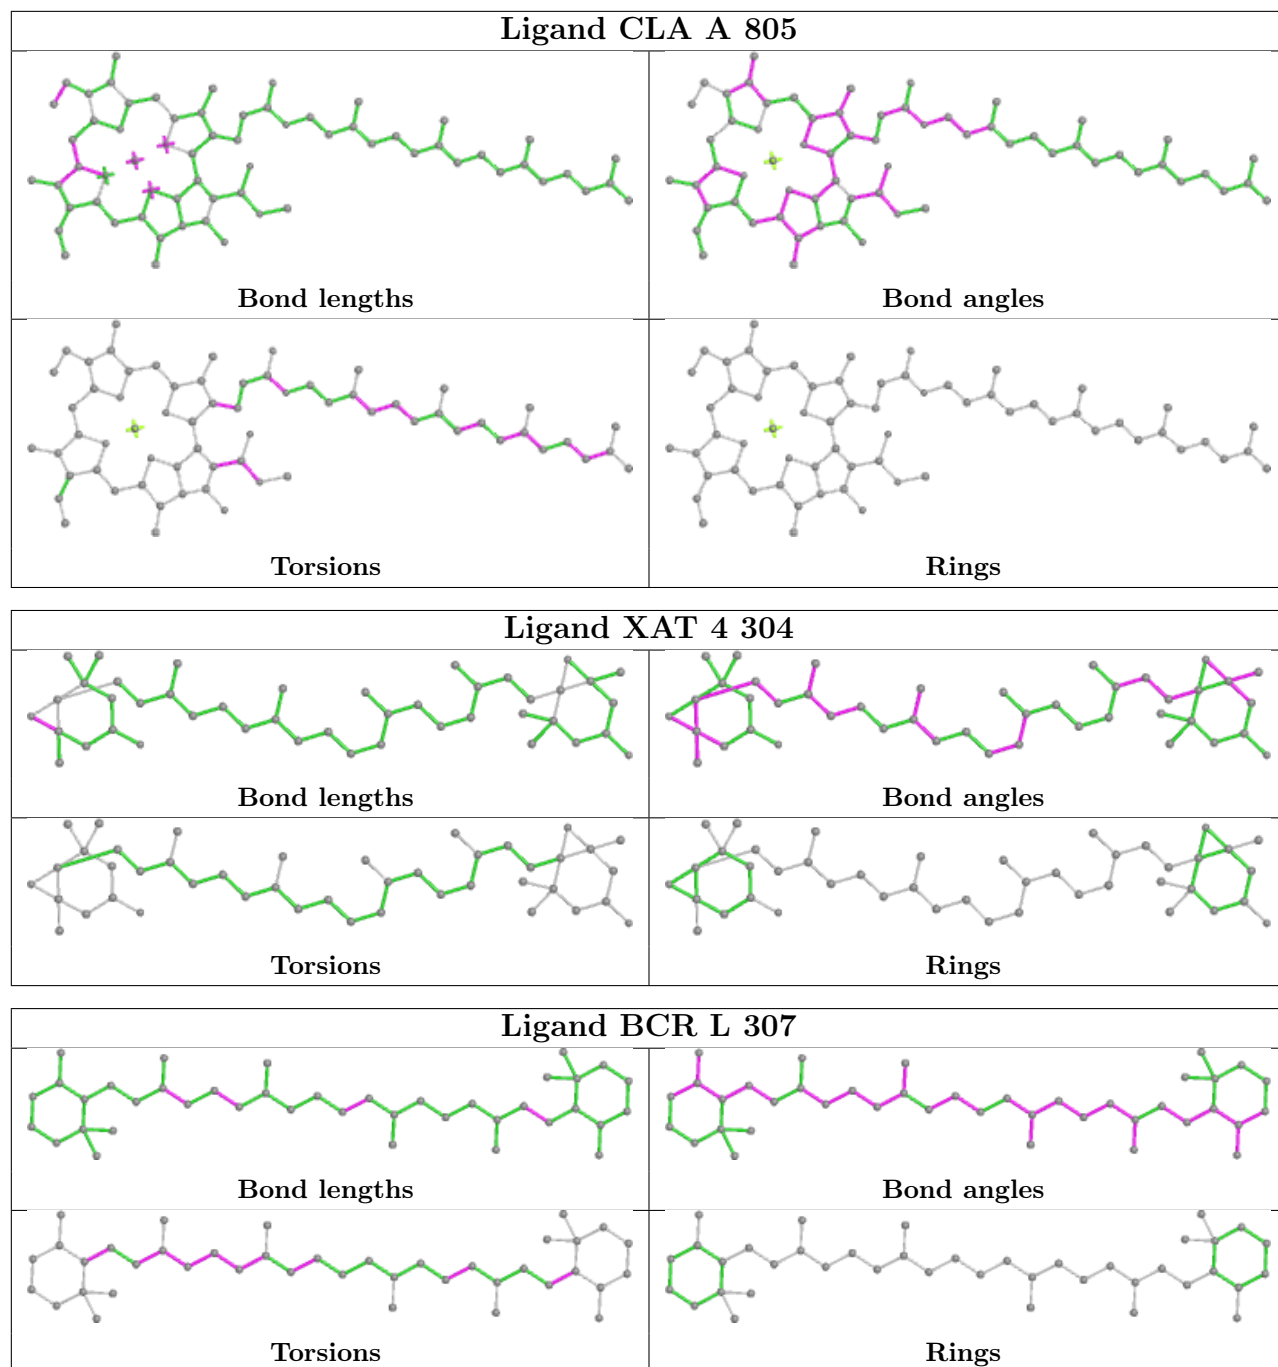 Ligand CLA A 805
Bond lengths
Bond angles
Torsions
Rings
Ligand XAT 4 304
Bond lengths
Bond angles
Torsions
Rings
Ligand BCR L 307
Bond lengths
Bond angles
Torsions
Rings